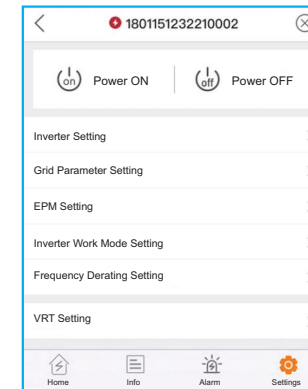 1801151232210002
on Power ON off Power OFF
Inverter Setting
Grid Parameter Setting
EPM Setting
Inverter Work Mode Setting
Frequency Derating Setting
VRT Setting
Home Info Alarm Settings